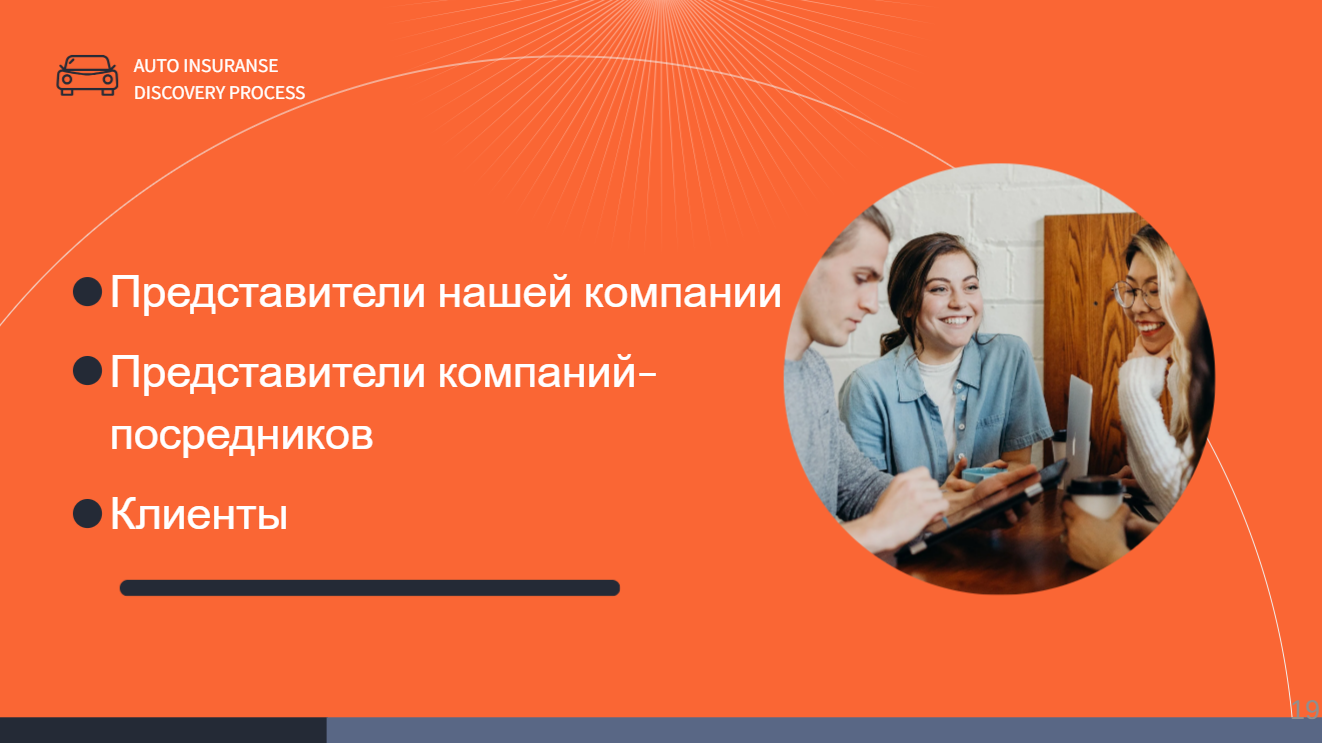 AUTO INSURANSE
DISCOVERY PROCESS
Представители нашей компании
Представители компаний–
посредников
Клиенты
19